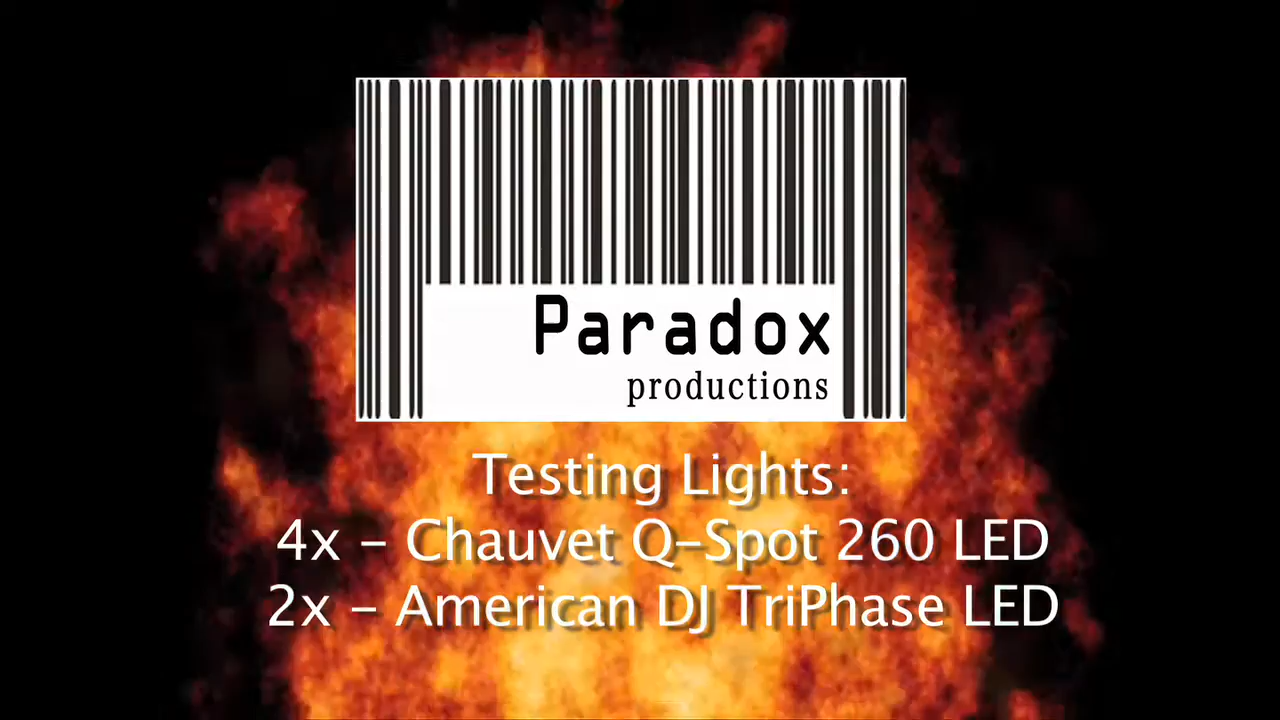 Paradox
productions
Testing Lights:
4x - Chauvet Q-Spot 260 LED
2x - American DJ TriPhase LED